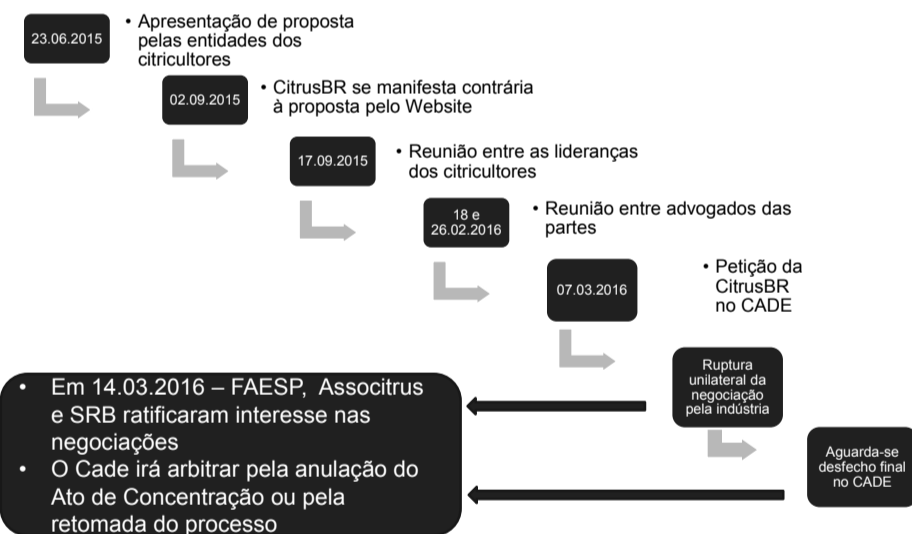 23.06.2015
• Apresentação de proposta
pelas entidades dos
citricultores
02.09.2015
• CitrusBR se manifesta contrária
à proposta pelo Website
17.09.2015
• Reunião entre as lideranças
dos citricultores
18 e
26.02.2016
• Reunião entre advogados das
partes
07.03.2016
• Petição da
CitrusBR
no CADE
Ruptura
unilateral da
negociação
pela indústria
Aguarda-se
desfecho final
no CADE
• Em 14.03.2016 – FAESP, Associtrus
e SRB ratificaram interesse nas
negociações
• O Cade irá arbitrar pela anulação do
Ato de Concentração ou pela
retomada do processo